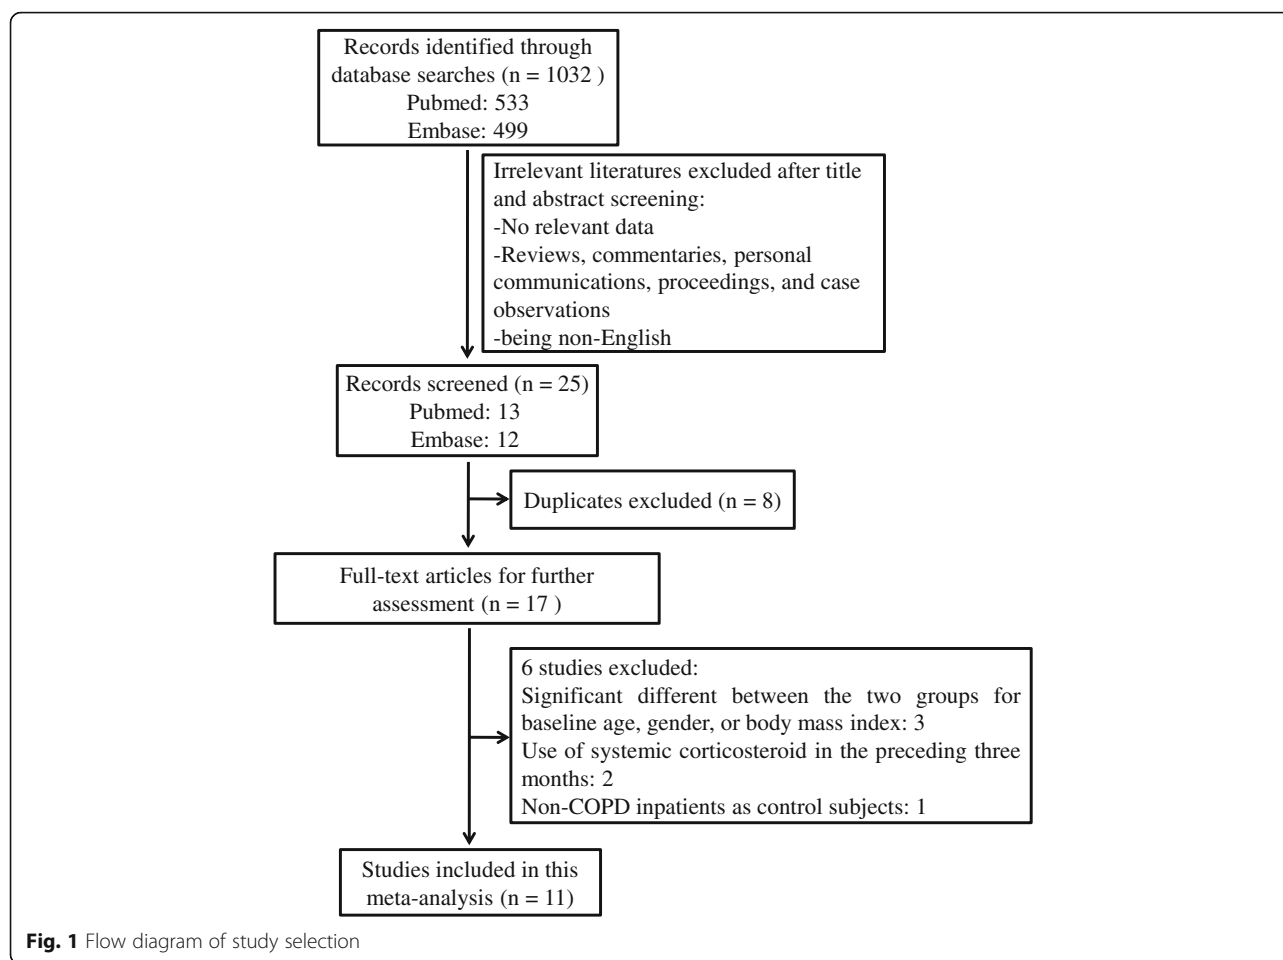 Records identified through
database searches (n = 1032 )
Pubmed: 533
Embase: 499
Irrelevant literatures excluded after title
and abstract screening:
-No relevant data
-Reviews, commentaries, personal
communications, proceedings, and case
observations
-being non-English
Records screened (n = 25)
Pubmed: 13
Embase: 12
Duplicates excluded (n = 8)
Full-text articles for further
assessment (n = 17 )
6 studies excluded:
Significant different between the two groups for
baseline age, gender, or body mass index: 3
Use of systemic corticosteroid in the preceding three
months: 2
Non-COPD inpatients as control subjects: 1
Studies included in this
meta-analysis (n = 11)
Fig. 1 Flow diagram of study selection